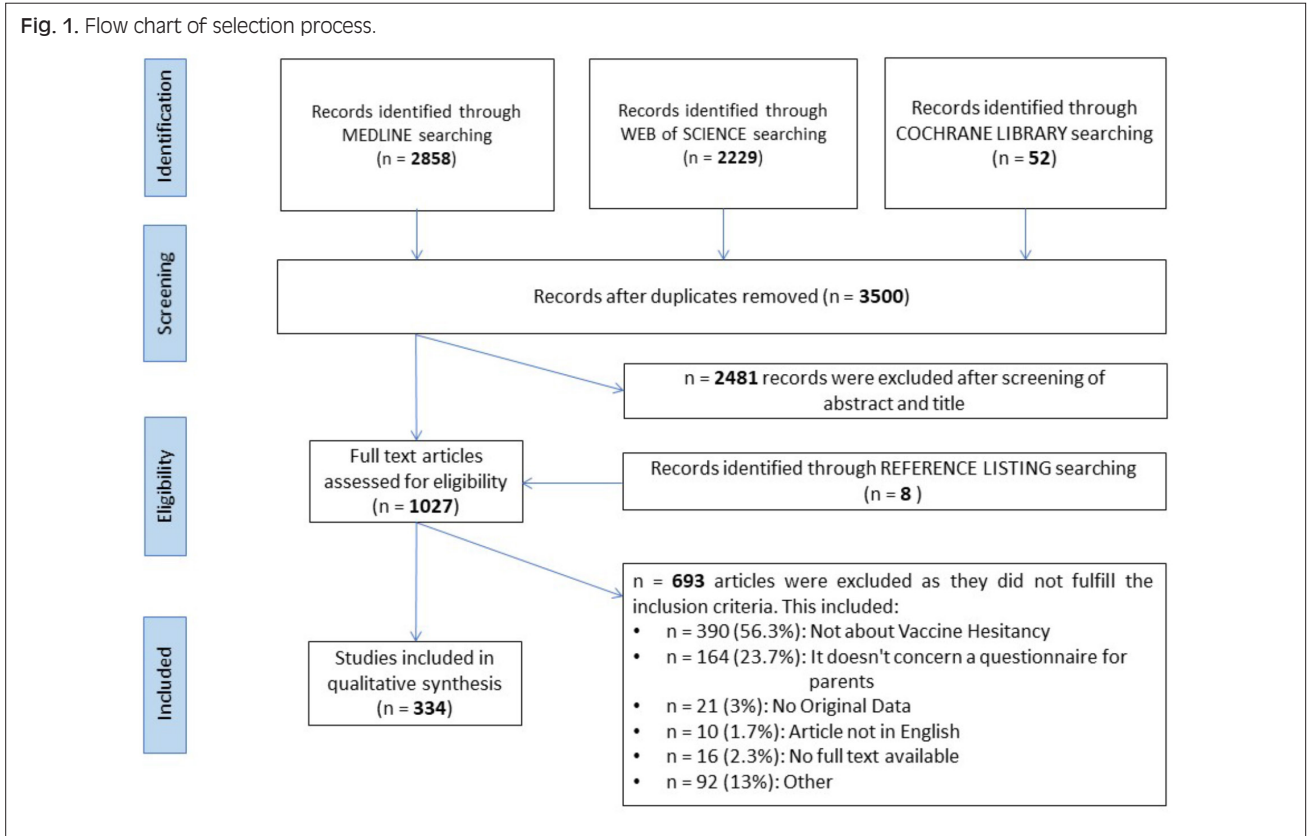 Fig. 1. Flow chart of selection process.
Identification
Records identified through
MEDLINE searching
(n = 2858)
Records identified through
WEB of SCIENCE searching
(n = 2229)
Records identified through
COCHRANE LIBRARY searching
(n = 52)
Screening
Records after duplicates removed (n = 3500)
n = 2481 records were excluded after screening of
abstract and title
Eligibility
Full text articles
assessed for eligibility
(n = 1027)
Records identified through REFERENCE LISTING searching
(n = 8 )
Included
Studies included in
qualitative synthesis
(n = 334)
n = 693 articles were excluded as they did not fulfill the
inclusion criteria. This included:
• n = 390 (56.3%): Not about Vaccine Hesitancy
• n = 164 (23.7%): It doesn't concern a questionnaire for
parents
• n = 21 (3%): No Original Data
• n = 10 (1.7%): Article not in English
• n = 16 (2.3%): No full text available
• n = 92 (13%): Other